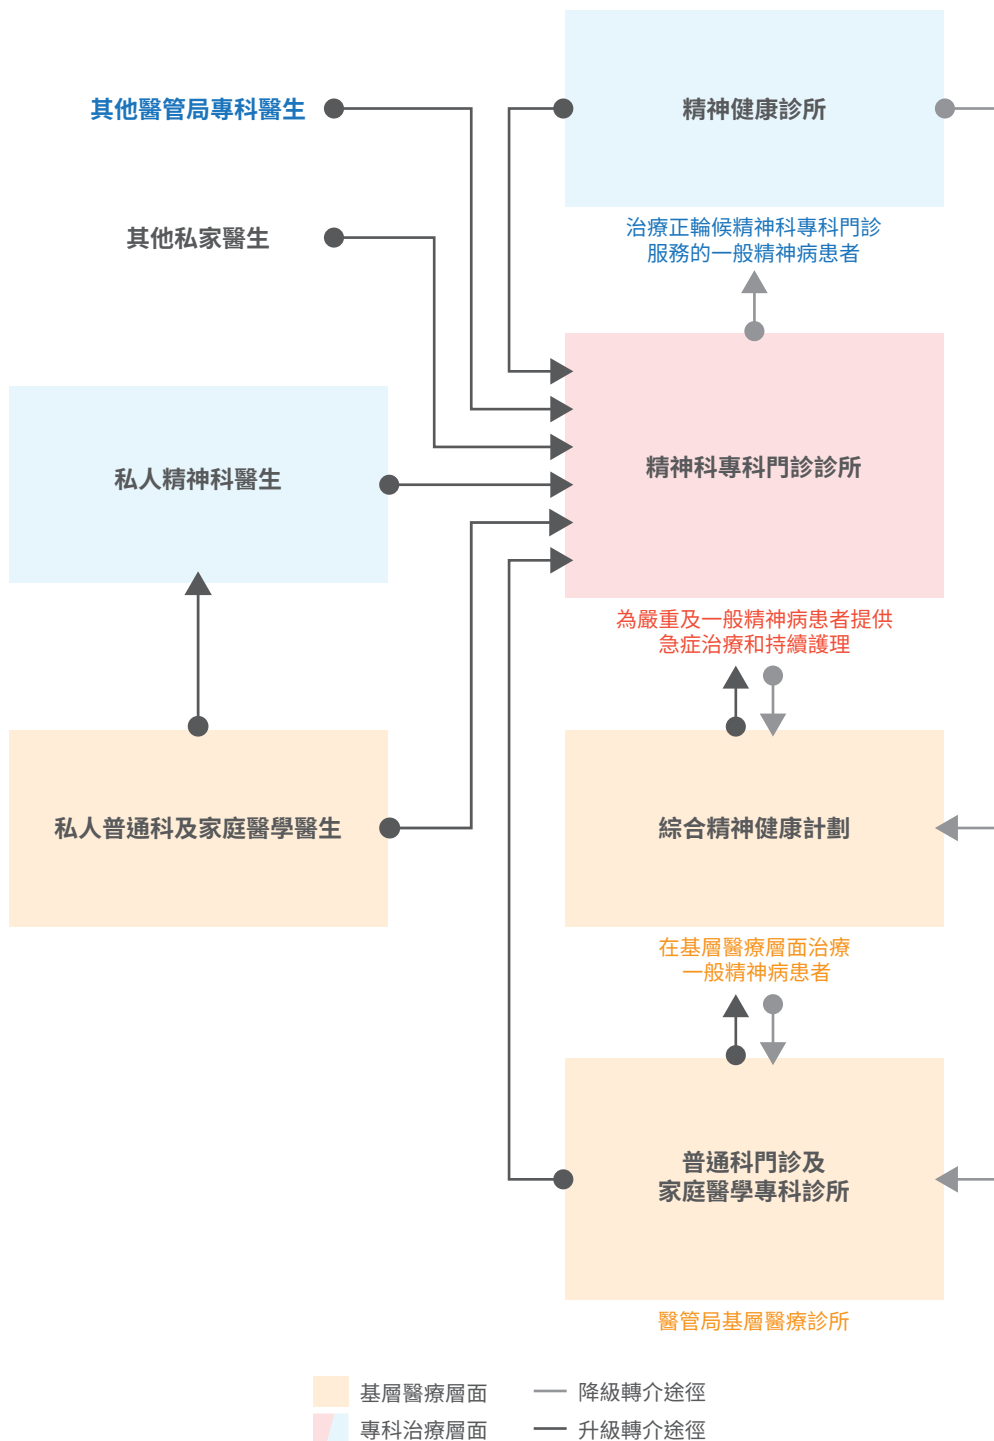 其他醫管局專科醫生
精神健康診所
其他私家醫生
治療正輪候精神科專科門診
服務的一般精神病患者
私人精神科醫生
精神科專科門診診所
為嚴重及一般精神病患者提供
急症治療和持續護理
私人普通科及家庭醫學醫生
綜合精神健康計劃
在基層醫療層面治療
一般精神病患者
普通科門診及
家庭醫學專科診所
醫管局基層醫療診所
基層醫療層面
降級轉介途徑
專科治療層面
升級轉介途徑